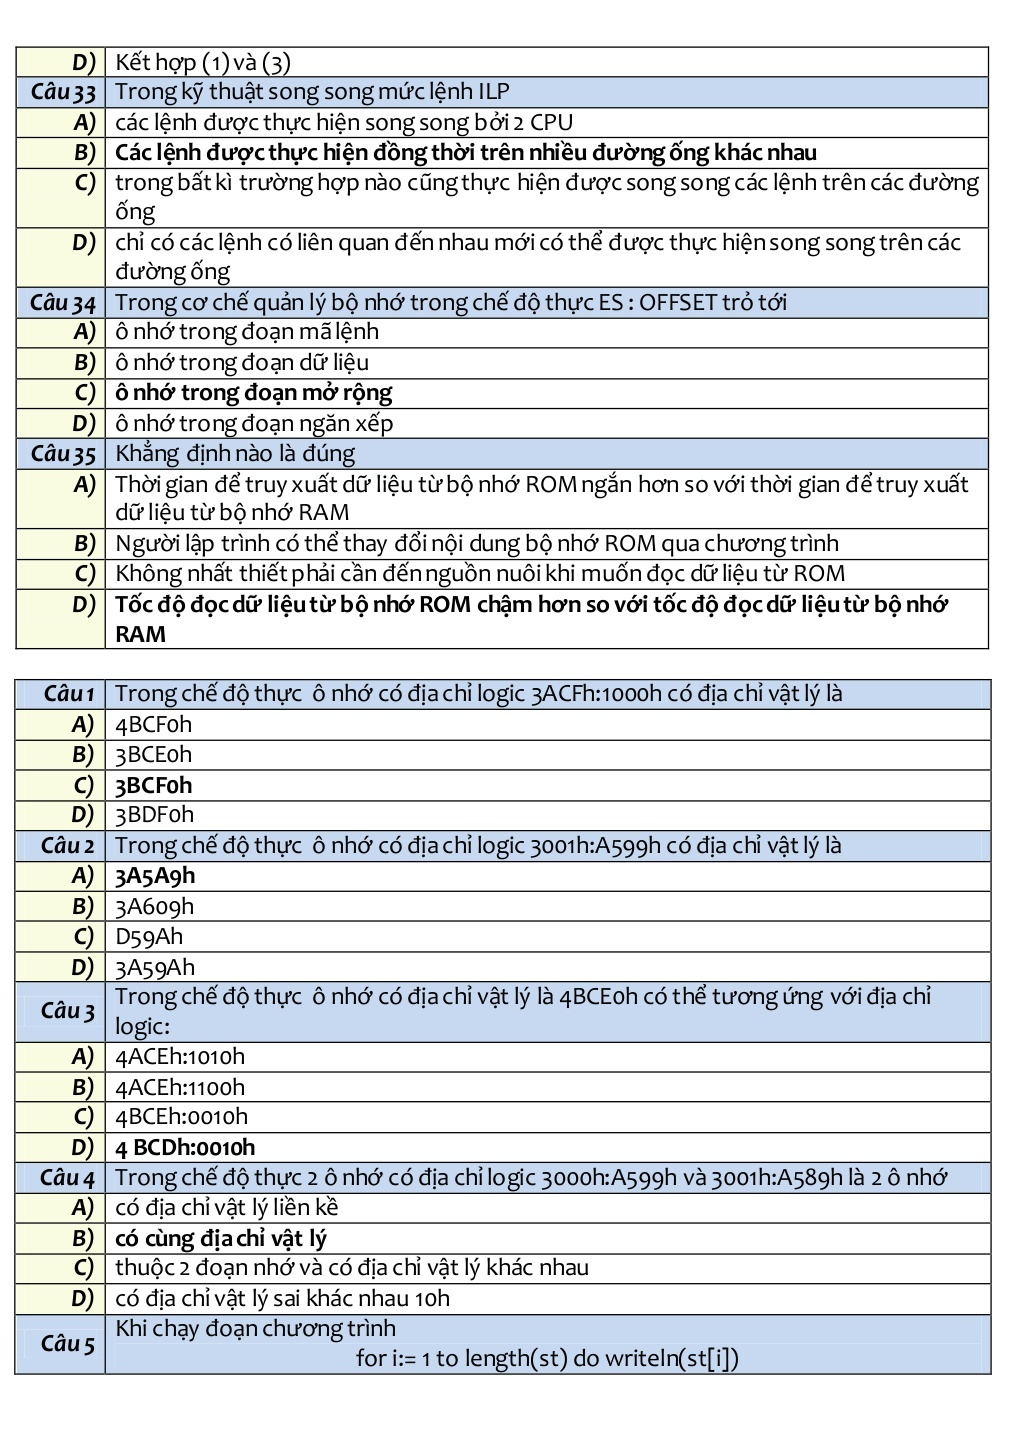 D) Kết hợp (1) và (3)
Câu 33 Trong kỹ thuật song song mức lệnh ILP
A) các lệnh được thực hiện song song bởi 2 CPU
B) Các lệnh được thực hiện đồng thời trên nhiều đường ống khác nhau
C) trong bất kì trường hợp nào cũng thực hiện được song song các lệnh trên các đường
ống
D) chỉ có các lệnh có liên quan đến nhau mới có thể được thực hiện song song trên các
đường ống
Câu 34 Trong cơ chế quản lý bộ nhớ trong chế độ thực ES : OFFSET trỏ tới
A) ô nhớ trong đoạn mã lệnh
B) ô nhớ trong đoạn dữ liệu
C) ô nhớ trong đoạn mở rộng
D) ô nhớ trong đoạn ngăn xếp
Câu 35 Khẳng định nào là đúng
A) Thời gian để truy xuất dữ liệu từ bộ nhớ ROM ngắn hơn so với thời gian để truy xuất
dữ liệu từ bộ nhớ RAM
B) Người lập trình có thể thay đổi nội dung bộ nhớ ROM qua chương trình
C) Không nhất thiết phải cần đến nguồn nuôi khi muốn đọc dữ liệu từ ROM
D) Tốc độ đọc dữ liệu từ bộ nhớ ROM chậm hơn so với tốc độ đọc dữ liệu từ bộ nhớ
RAM
Câu 1 Trong chế độ thực ô nhớ có địa chỉ logic 3ACFh:1000h có địa chỉ vật lý là
A) 4BCF0h
B) 3BCE0h
C) 3BCF0h
D) 3BDF0h
Câu 2 Trong chế độ thực ô nhớ có địa chỉ logic 3001h:A599h có địa chỉ vật lý là
A) 3A5A9h
B) 3A609h
C) D59Ah
D) 3A59Ah
Câu 3 Trong chế độ thực ô nhớ có địa chỉ vật lý là 4BCE0h có thể tương ứng với địa chỉ
logic:
A) 4ACEh:1010h
B) 4ACEh:1100h
C) 4BCEh:0010h
D) 4 BCDh:0010h
Câu 4 Trong chế độ thực 2 ô nhớ có địa chỉ logic 3000h:A599h và 3001h:A589h là 2 ô nhớ
A) có địa chỉ vật lý liền kề
B) có cùng địa chỉ vật lý
C) thuộc 2 đoạn nhớ và có địa chỉ vật lý khác nhau
D) có địa chỉ vật lý sai khác nhau 10h
Câu 5 Khi chạy đoạn chương trình
for i:= 1 to length(st) do writeln(st[i])